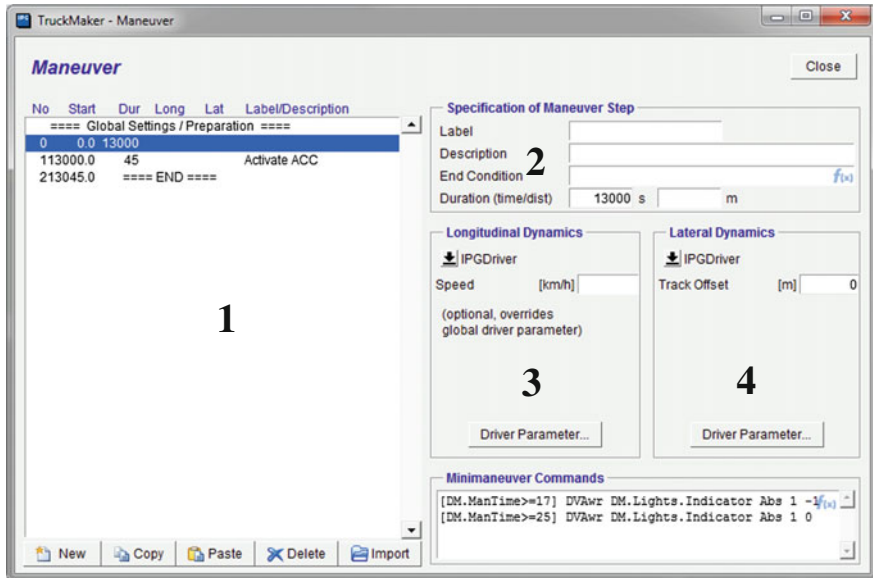 IPG
TruckMaker - Maneuver
Maneuver
Close
No Start Dur Long Lat Label/Description
==== Global Settings / Preparation ====
0 0.0 13000
113000.0 45 Activate ACC
213045.0 ==== END ====
1
New Copy Paste Delete Import
Specification of Maneuver Step
Label
Description
2
End Condition f(x)
Duration (time/dist) 13000 s m
Longitudinal Dynamics
IPGDriver
Speed [km/h]
(optional, overrides
global driver parameter)
3
Driver Parameter...
Lateral Dynamics
IPGDriver
Track Offset [m] 0
4
Driver Parameter...
Minimaneuver Commands
[DM.ManTime>=17] DVAwr DM.Lights.Indicator Abs 1 -1 f(x)
[DM.ManTime>=25] DVAwr DM.Lights.Indicator Abs 1 0